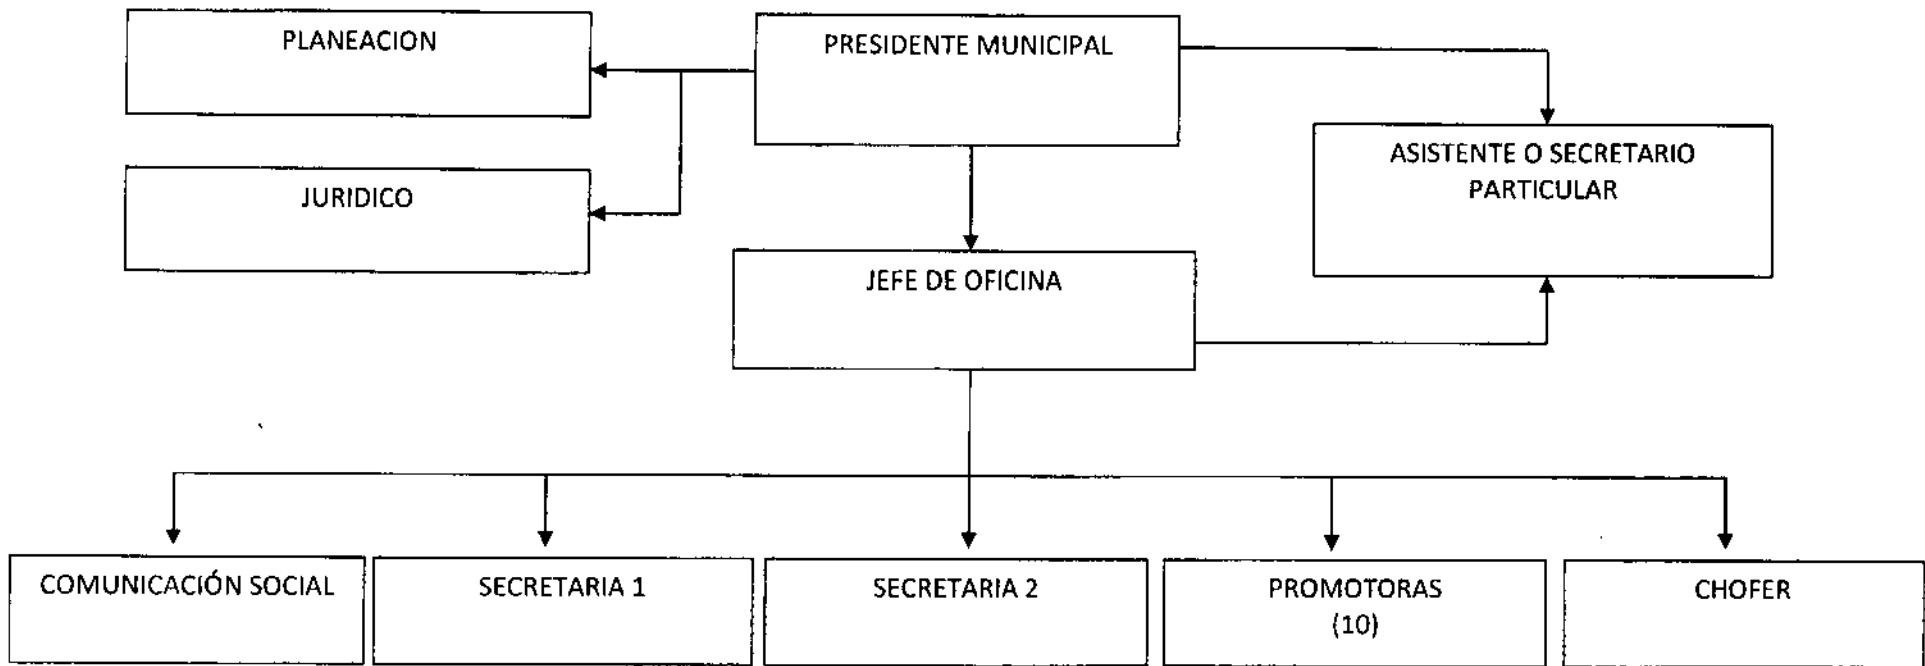 PLANEACION
PRESIDENTE MUNICIPAL
ASISTENTE O SECRETARIO
PARTICULAR
JURIDICO
JEFE DE OFICINA
COMUNICACIÓN SOCIAL
SECRETARIA 1
SECRETARIA 2
PROMOTORAS
(10)
CHOFER